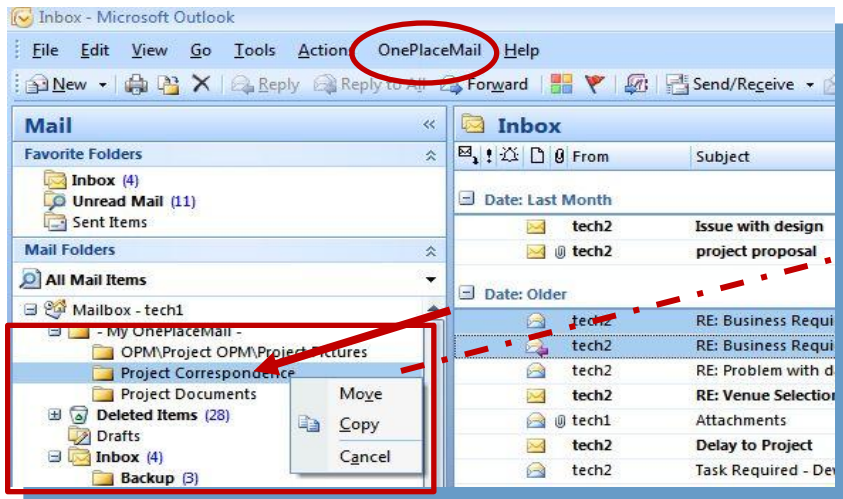 Inbox - Microsoft Outlook
File Edit View Go Tools Actions OnePlaceMail Help
New Reply Reply to All Forward Send/Receive
Mail
Favorite Folders
Inbox (4)
Unread Mail (11)
Sent Items
Mail Folders
All Mail Items
Mailbox - tech1
- My OnePlaceMail -
OPM\Project OPM\Project Pictures
Project Correspondence
Project Documents
Deleted Items (28)
Drafts
Inbox (4)
Backup (3)
Move
Copy
Cancel
Inbox
From Subject
Date: Last Month
tech2 Issue with design
tech2 project proposal
Date: Older
tech2 RE: Business Requi
tech2 RE: Business Requi
tech2 RE: Problem with d
tech2 RE: Venue Selection
tech1 Attachments
tech2 Delay to Project
tech2 Task Required - De